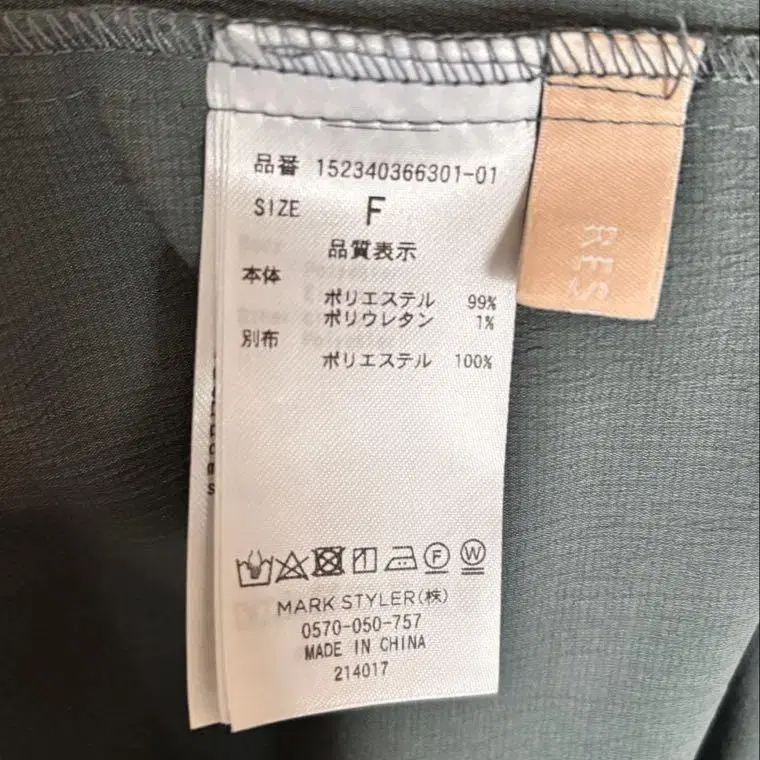 品番 152340366301-01
SIZE F
品質表示
本体
ポリエステル 99%
ポリウレタン 1%
別布
ポリエステル 100%
F W
MARK STYLER(株)
0570-050-757
MADE IN CHINA
214017
RES